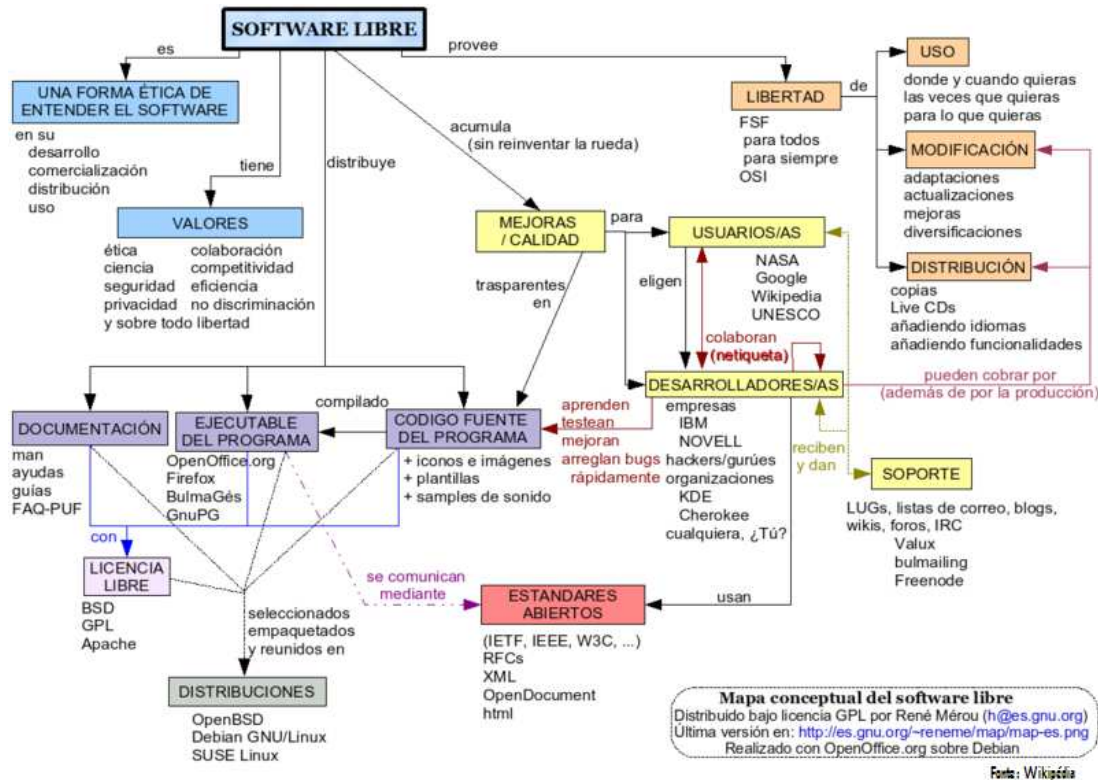 SOFTWARE LIBRE
es
provee
UNA FORMA ÉTICA DE
ENTENDER EL SOFTWARE
en su
desarrollo
comercialización
distribución
uso
tiene
VALORES
ética
ciencia
seguridad
privacidad
colaboración
competitividad
eficiencia
no discriminación
y sobre todo libertad
distribuye
acumula
(sin reinventar la rueda)
LIBERTAD
FSF
para todos
para siempre
OSI
de
USO
donde y cuando quieras
las veces que quieras
para lo que quieras
MODIFICACIÓN
adaptaciones
actualizaciones
mejoras
diversificaciones
DISTRIBUCIÓN
copias
Live CDs
añadiendo idiomas
añadiendo funcionalidades
MEJORAS
/ CALIDAD
para
trasparentes
en
USUARIOS/AS
NASA
Google
Wikipedia
UNESCO
eligen
colaboran
(netiqueta)
DESARROLLADORES/AS
empresas
IBM
NOVELL
hackers/gurúes
organizaciones
KDE
Cherokee
cualquiera, ¿Tú?
pueden cobrar por
(además de por la producción)
reciben
y dan
SOPORTE
LUGs, listas de correo, blogs,
wikis, foros, IRC
Valux
bulmailing
Freenode
DOCUMENTACIÓN
man
ayudas
guías
FAQ-PUF
EJECUTABLE
DEL PROGRAMA
OpenOffice.org
Firefox
BulmaGés
GnuPG
compilado
CODIGO FUENTE
DEL PROGRAMA
+ iconos e imágenes
+ plantillas
+ samples de sonido
aprenden
testean
mejoran
arreglan bugs
rápidamente
con
LICENCIA
LIBRE
BSD
GPL
Apache
seleccionados
empaquetados
y reunidos en
DISTRIBUCIONES
OpenBSD
Debian GNU/Linux
SUSE Linux
se comunican
mediante
ESTANDARES
ABIERTOS
(IETF, IEEE, W3C, ...)
RFCs
XML
OpenDocument
html
usan
Mapa conceptual del software libre
Distribuído bajo licencia GPL por René Mérou (h@es.gnu.org)
Última versión en: http://es.gnu.org/~reneme/map/map-es.png
Realizado con OpenOffice.org sobre Debian
Fonte: Wikipédia